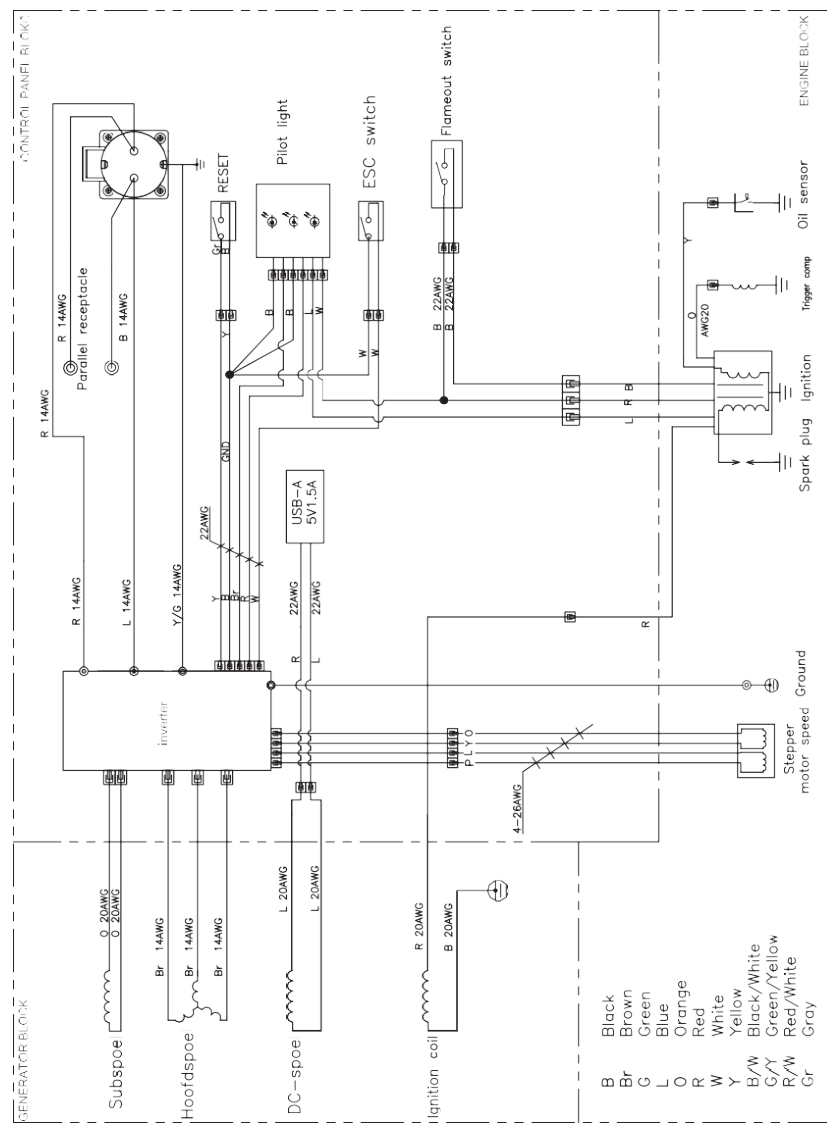 GENERATOR BLOCK
CONTROL PANEL
Subspoel
O 20AWG
O 20AWG
Hoofdspoel
Br 14AWG
Br 14AWG
Br 14AWG
DC-spoe
L 20AWG
L 20AWG
Ignition coil
R 20AWG
B 20AWG
inverter
R 14AWG
L 14AWG
Y/G 14AWG
R 14AWG
R 14AWG
Parallel receptacle
B 14AWG
Y
B
Br
R
W
22AWG
GND
Y
Gr
B
RESET
B
B
L
W
Pilot light
W
W
ESC switch
R
L
22AWG
22AWG
USB-A
5V1.5A
B 22AWG
B 22AWG
Flameout switch
P
L
Y
O
4-26AWG
R
L
R
B
ENGINE BLOCK
Stepper
motor speed
Ground
Spark plug
Ignition
O
AWG20
Trigger comp
Y
Oil sensor
B Black
Br Brown
G Green
L Blue
O Orange
R Red
W White
Y Yellow
B/W Black/White
G/Y Green/Yellow
R/W Red/White
Gr Gray